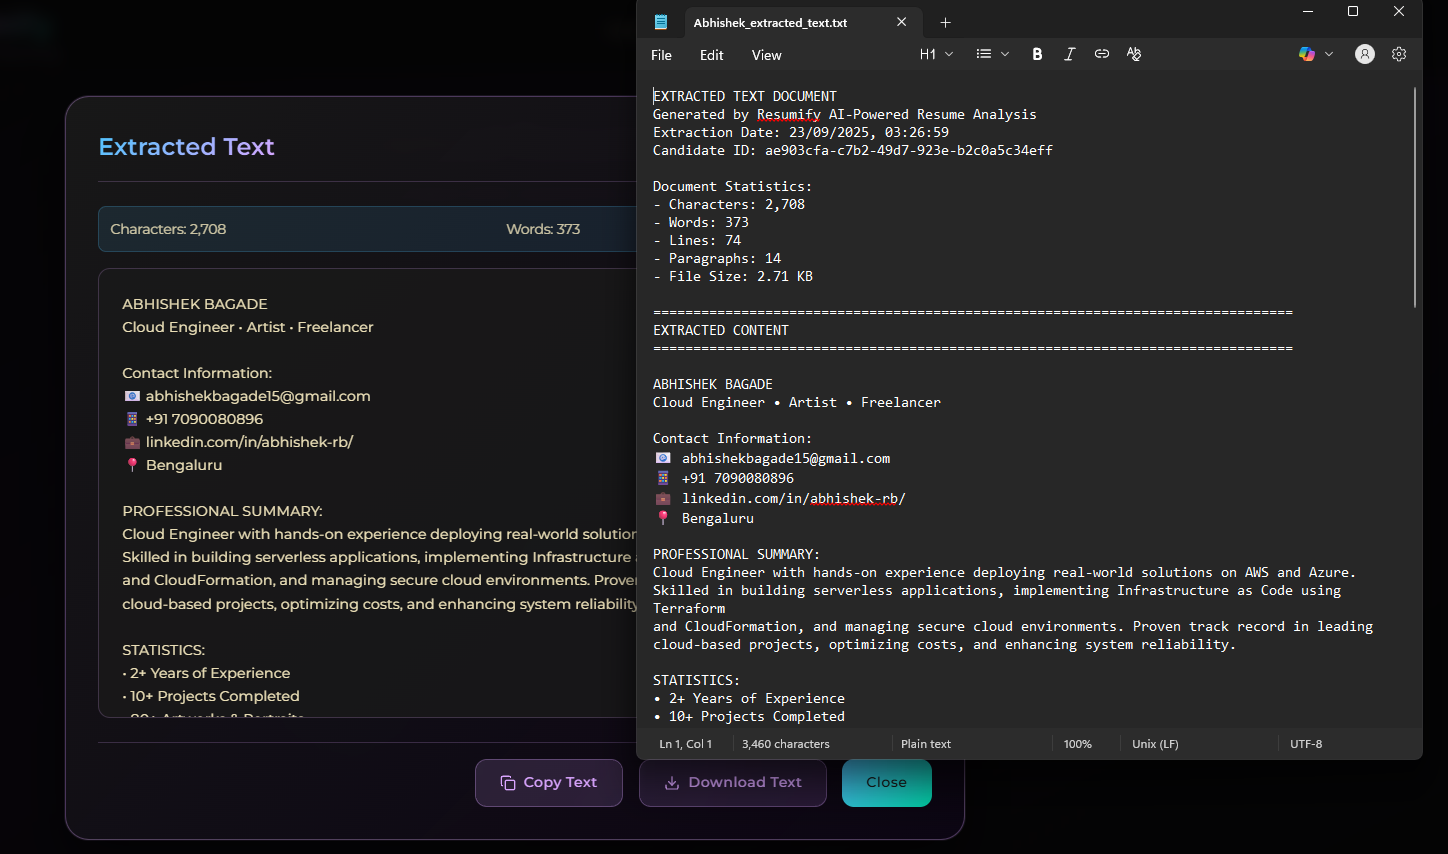 Extracted Text
Characters: 2,708
Words: 373
ABHISHEK BAGADE
Cloud Engineer • Artist • Freelancer
Contact Information:
abhishekbagade15@gmail.com
+91 7090080896
linkedin.com/in/abhishek-rb/
Bengaluru
PROFESSIONAL SUMMARY:
Cloud Engineer with hands-on experience deploying real-world solution
Skilled in building serverless applications, implementing Infrastructure
and CloudFormation, and managing secure cloud environments. Prove
cloud-based projects, optimizing costs, and enhancing system reliability
STATISTICS:
• 2+ Years of Experience
• 10+ Projects Completed
Copy Text
Download Text
Close
Abhishek_extracted_text.txt
File Edit View
H1
B I
EXTRACTED TEXT DOCUMENT
Generated by Resumify AI-Powered Resume Analysis
Extraction Date: 23/09/2025, 03:26:59
Candidate ID: ae903cfa-c7b2-49d7-923e-b2c0a5c34eff
Document Statistics:
- Characters: 2,708
- Words: 373
- Lines: 74
- Paragraphs: 14
- File Size: 2.71 KB
================================================================================
EXTRACTED CONTENT
================================================================================
ABHISHEK BAGADE
Cloud Engineer • Artist • Freelancer
Contact Information:
abhishekbagade15@gmail.com
+91 7090080896
linkedin.com/in/abhishek-rb/
Bengaluru
PROFESSIONAL SUMMARY:
Cloud Engineer with hands-on experience deploying real-world solutions on AWS and Azure.
Skilled in building serverless applications, implementing Infrastructure as Code using
Terraform
and CloudFormation, and managing secure cloud environments. Proven track record in leading
cloud-based projects, optimizing costs, and enhancing system reliability.
STATISTICS:
• 2+ Years of Experience
• 10+ Projects Completed
Ln 1, Col 1
3,460 characters
Plain text
100%
Unix (LF)
UTF-8